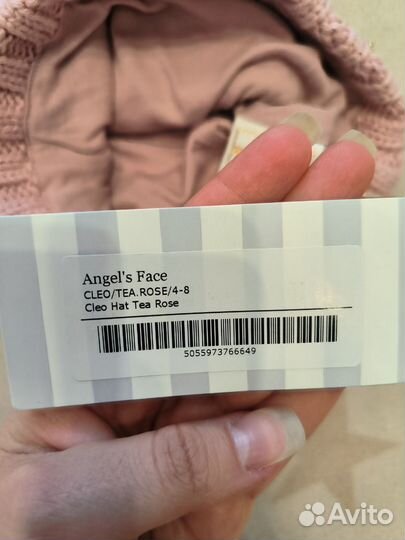 Angel's Face
CLEO/TEA.ROSE/4-8
Cleo Hat Tea Rose
5055973766649
Avito